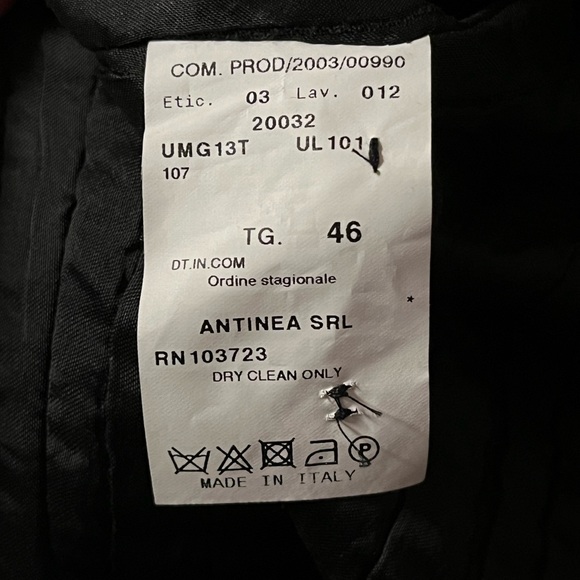 COM. PROD/2003/00990
Etic. 03 Lav. 012
20032
UMG13T UL101
107
TG. 46
DT.IN.COM
Ordine stagionale
*
ANTINEA SRL
RN103723
DRY CLEAN ONLY
P
MADE IN ITALY